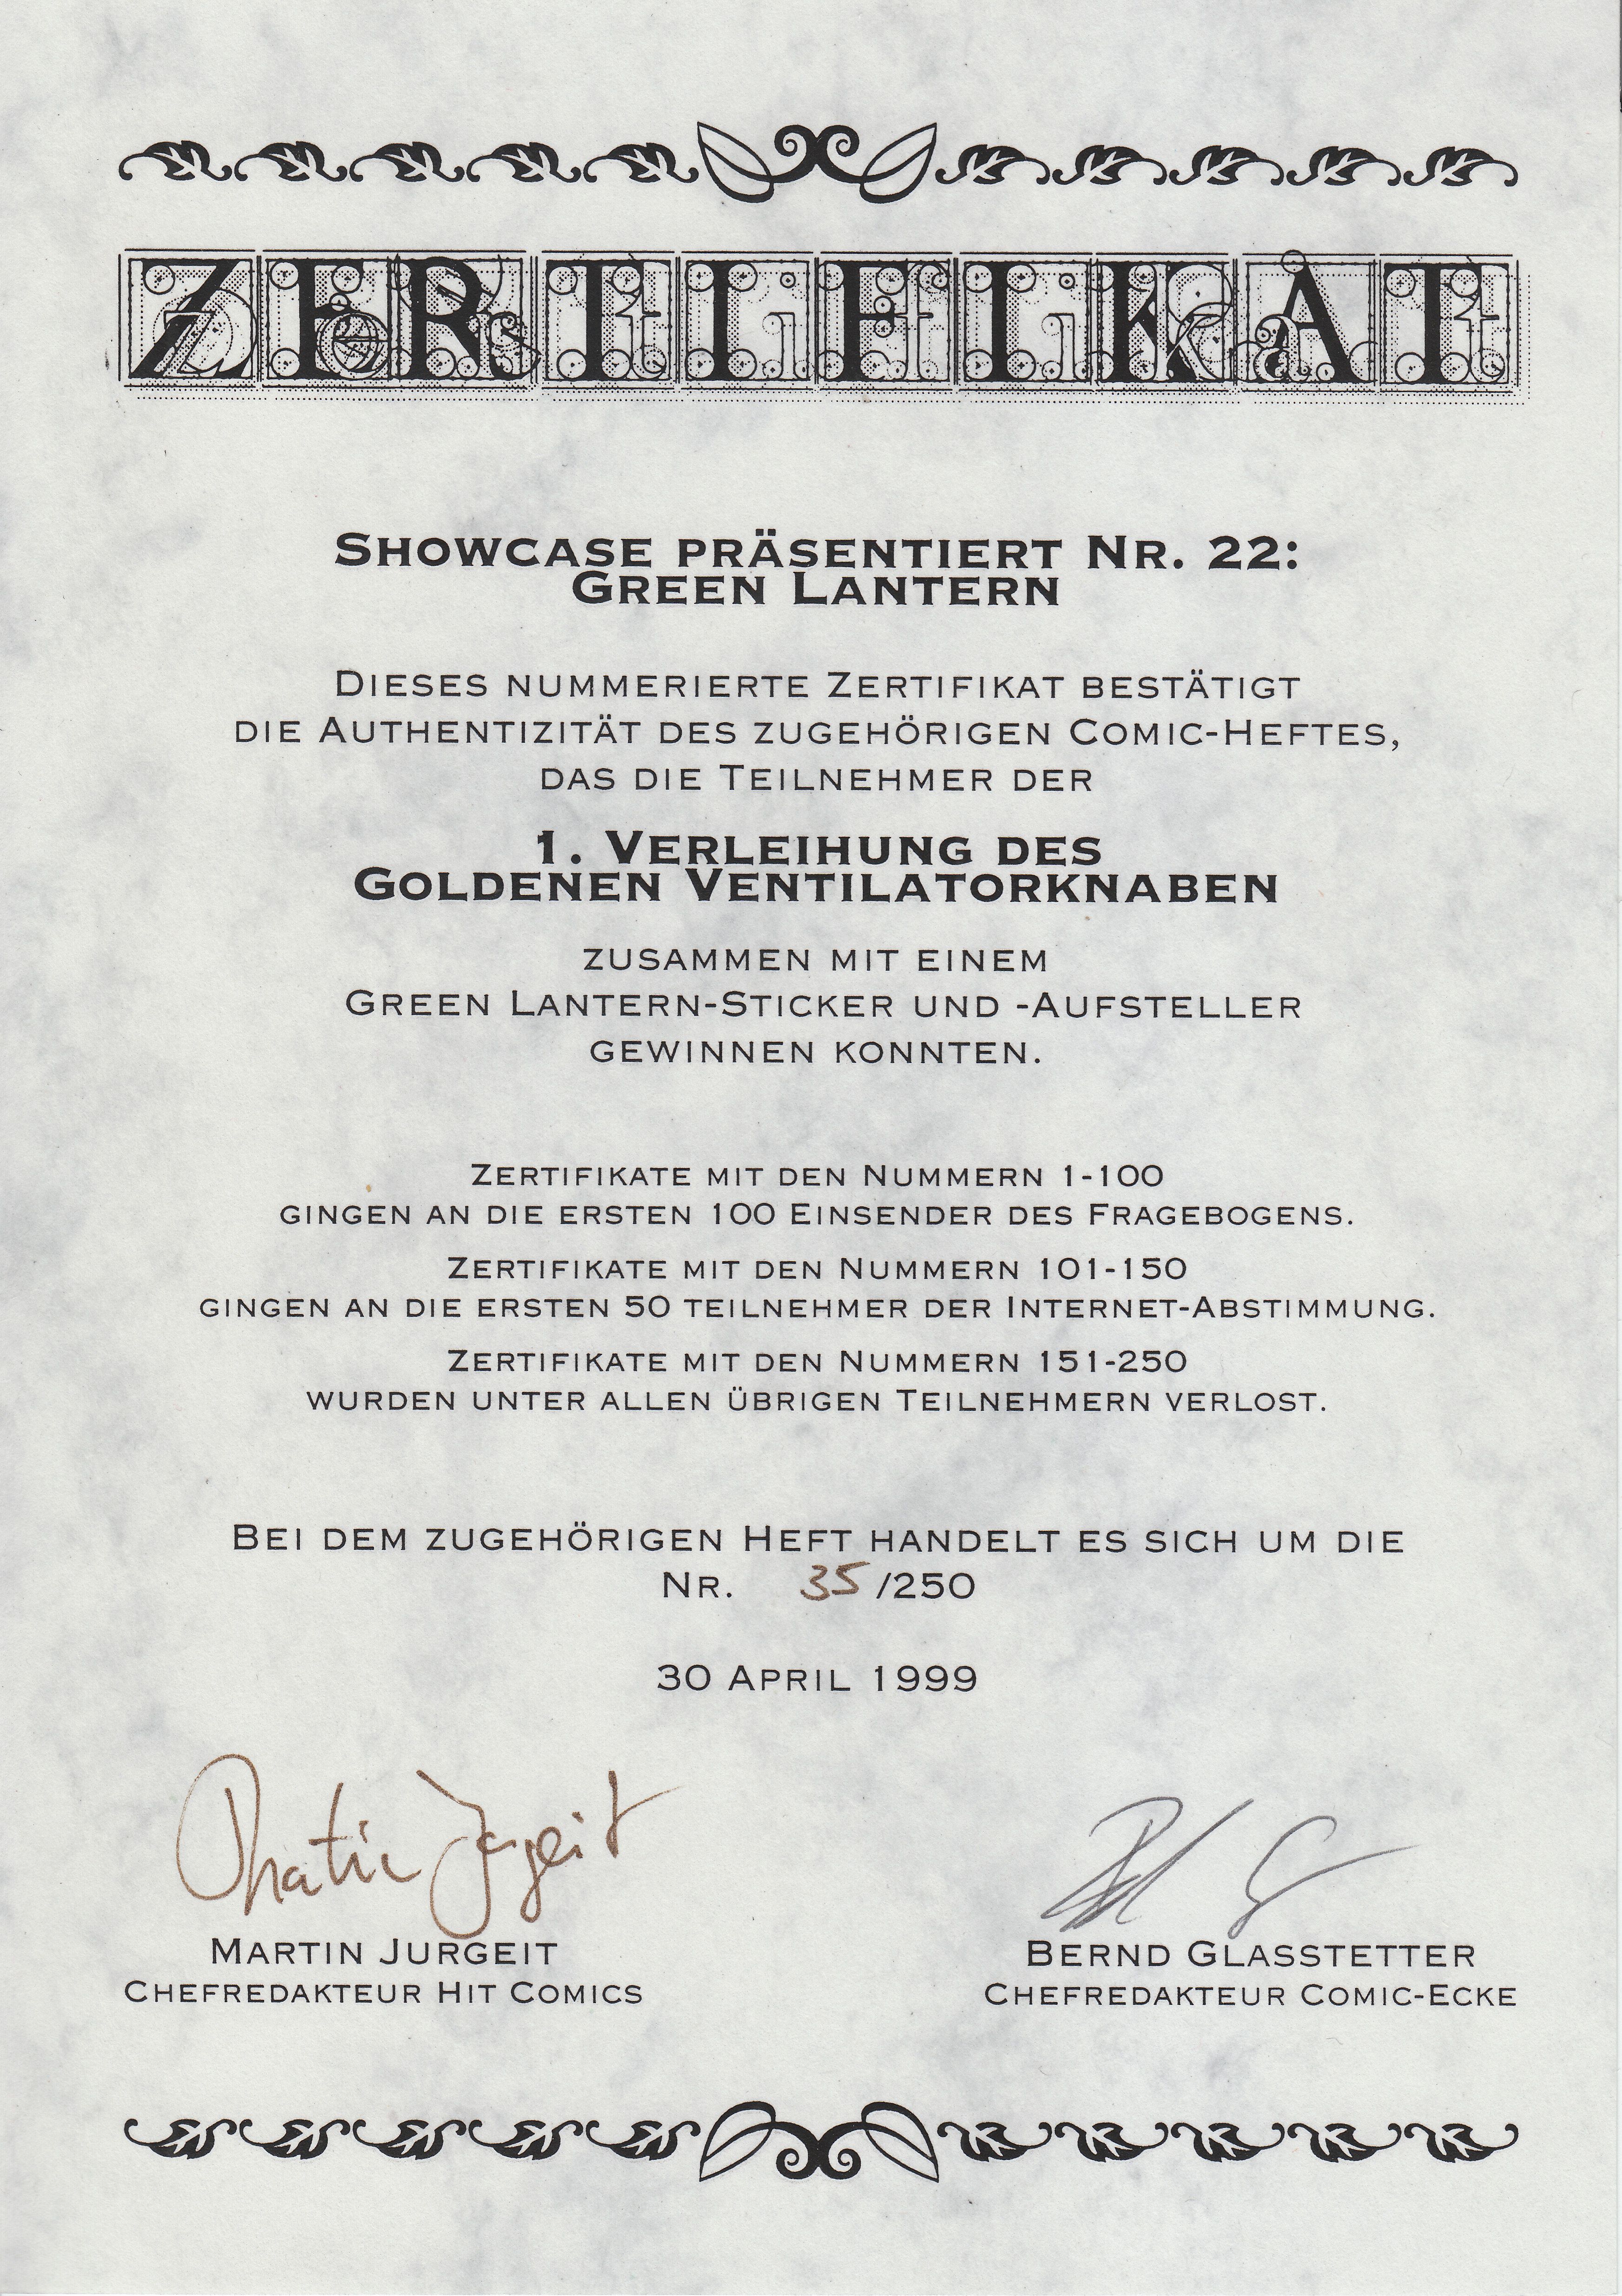 ZERTIFIKAT
Showcase präsentiert Nr. 22:
Green Lantern
Dieses nummerierte Zertifikat bestätigt
die Authentizität des zugehörigen Comic-Heftes,
das die Teilnehmer der
1. Verleihung des
Goldenen Ventilatorknaben
zusammen mit einem
Green Lantern-Sticker und -Aufsteller
gewinnen konnten.
Zertifikate mit den Nummern 1-100
gingen an die ersten 100 Einsender des Fragebogens.
Zertifikate mit den Nummern 101-150
gingen an die ersten 50 teilnehmer der Internet-Abstimmung.
Zertifikate mit den Nummern 151-250
wurden unter allen übrigen Teilnehmern verlost.
Bei dem zugehörigen Heft handelt es sich um die
Nr. 35 /250
30 April 1999
Martin Jurgeit
Martin Jurgeit
Chefredakteur Hit Comics
Bernd Glasstetter
Chefredakteur Comic-Ecke